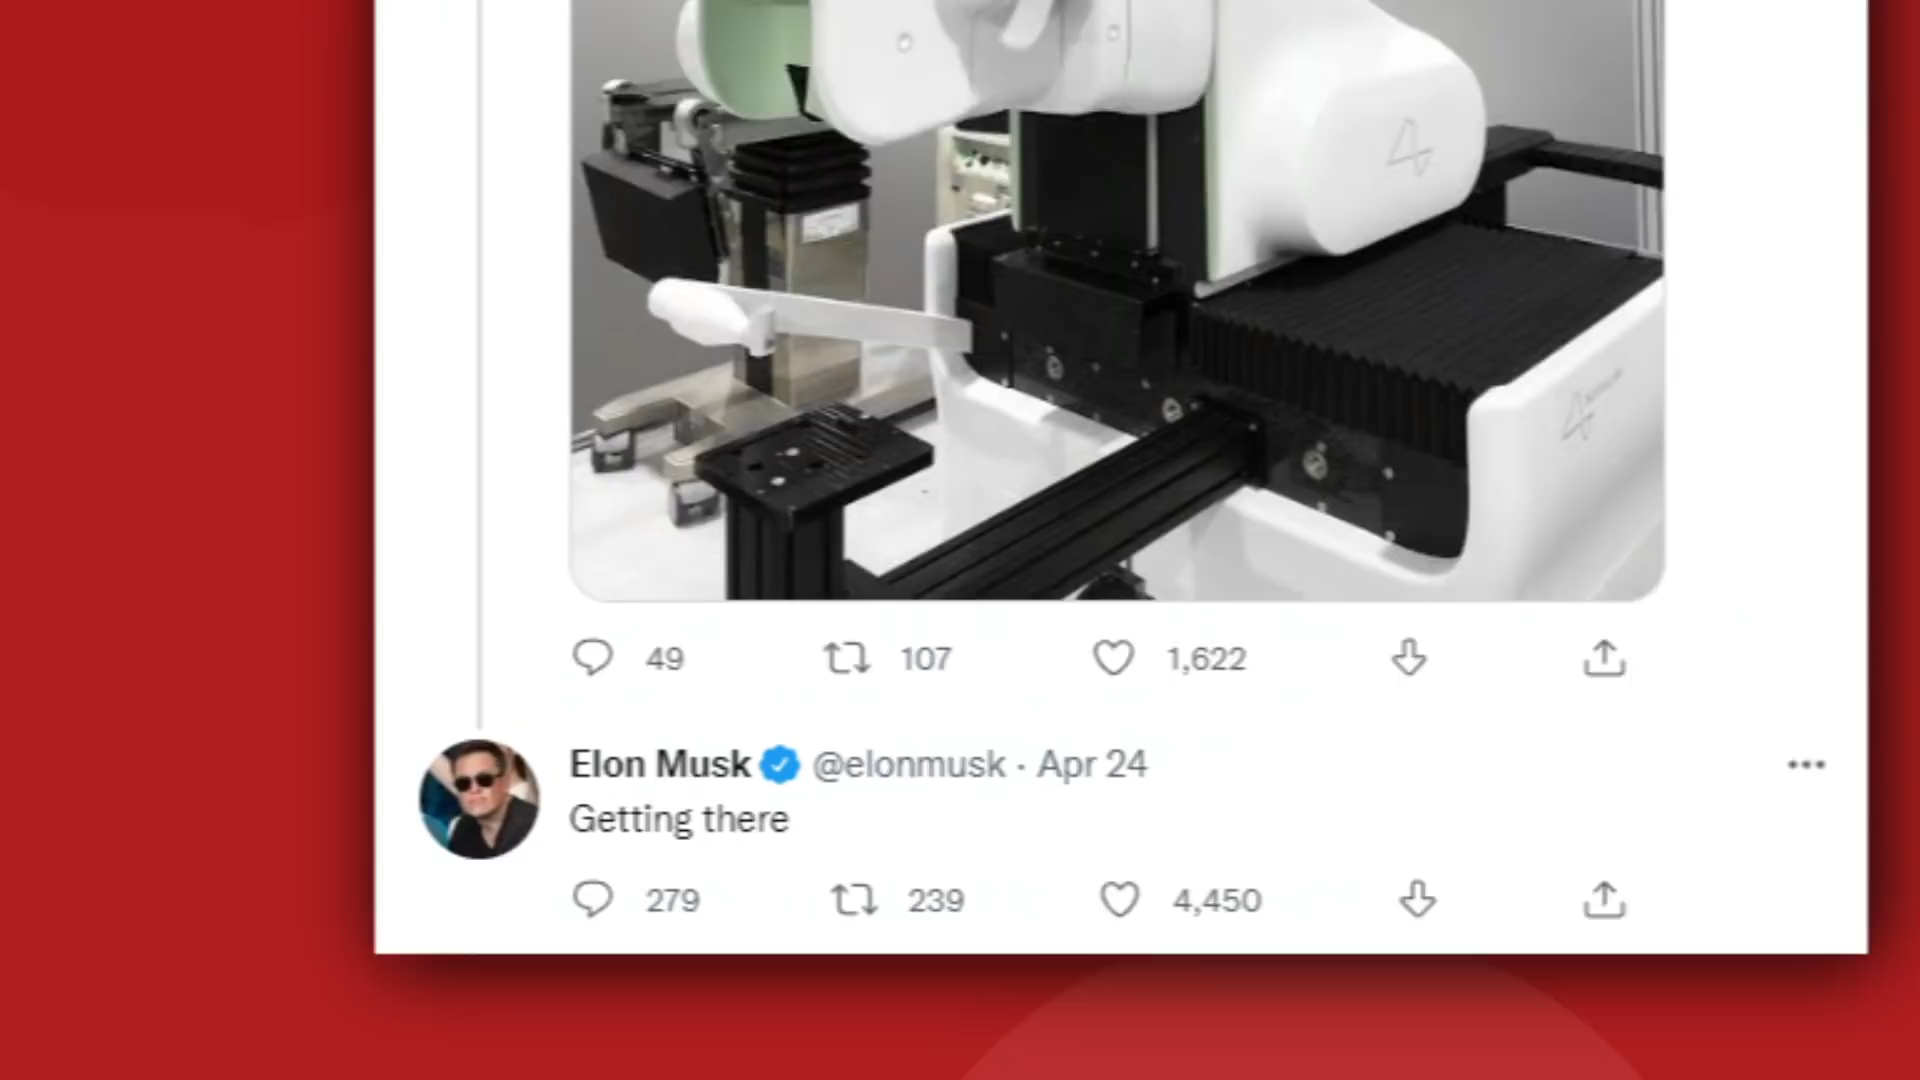 49 107 1,622
Elon Musk @elonmusk · Apr 24
Getting there
279 239 4,450